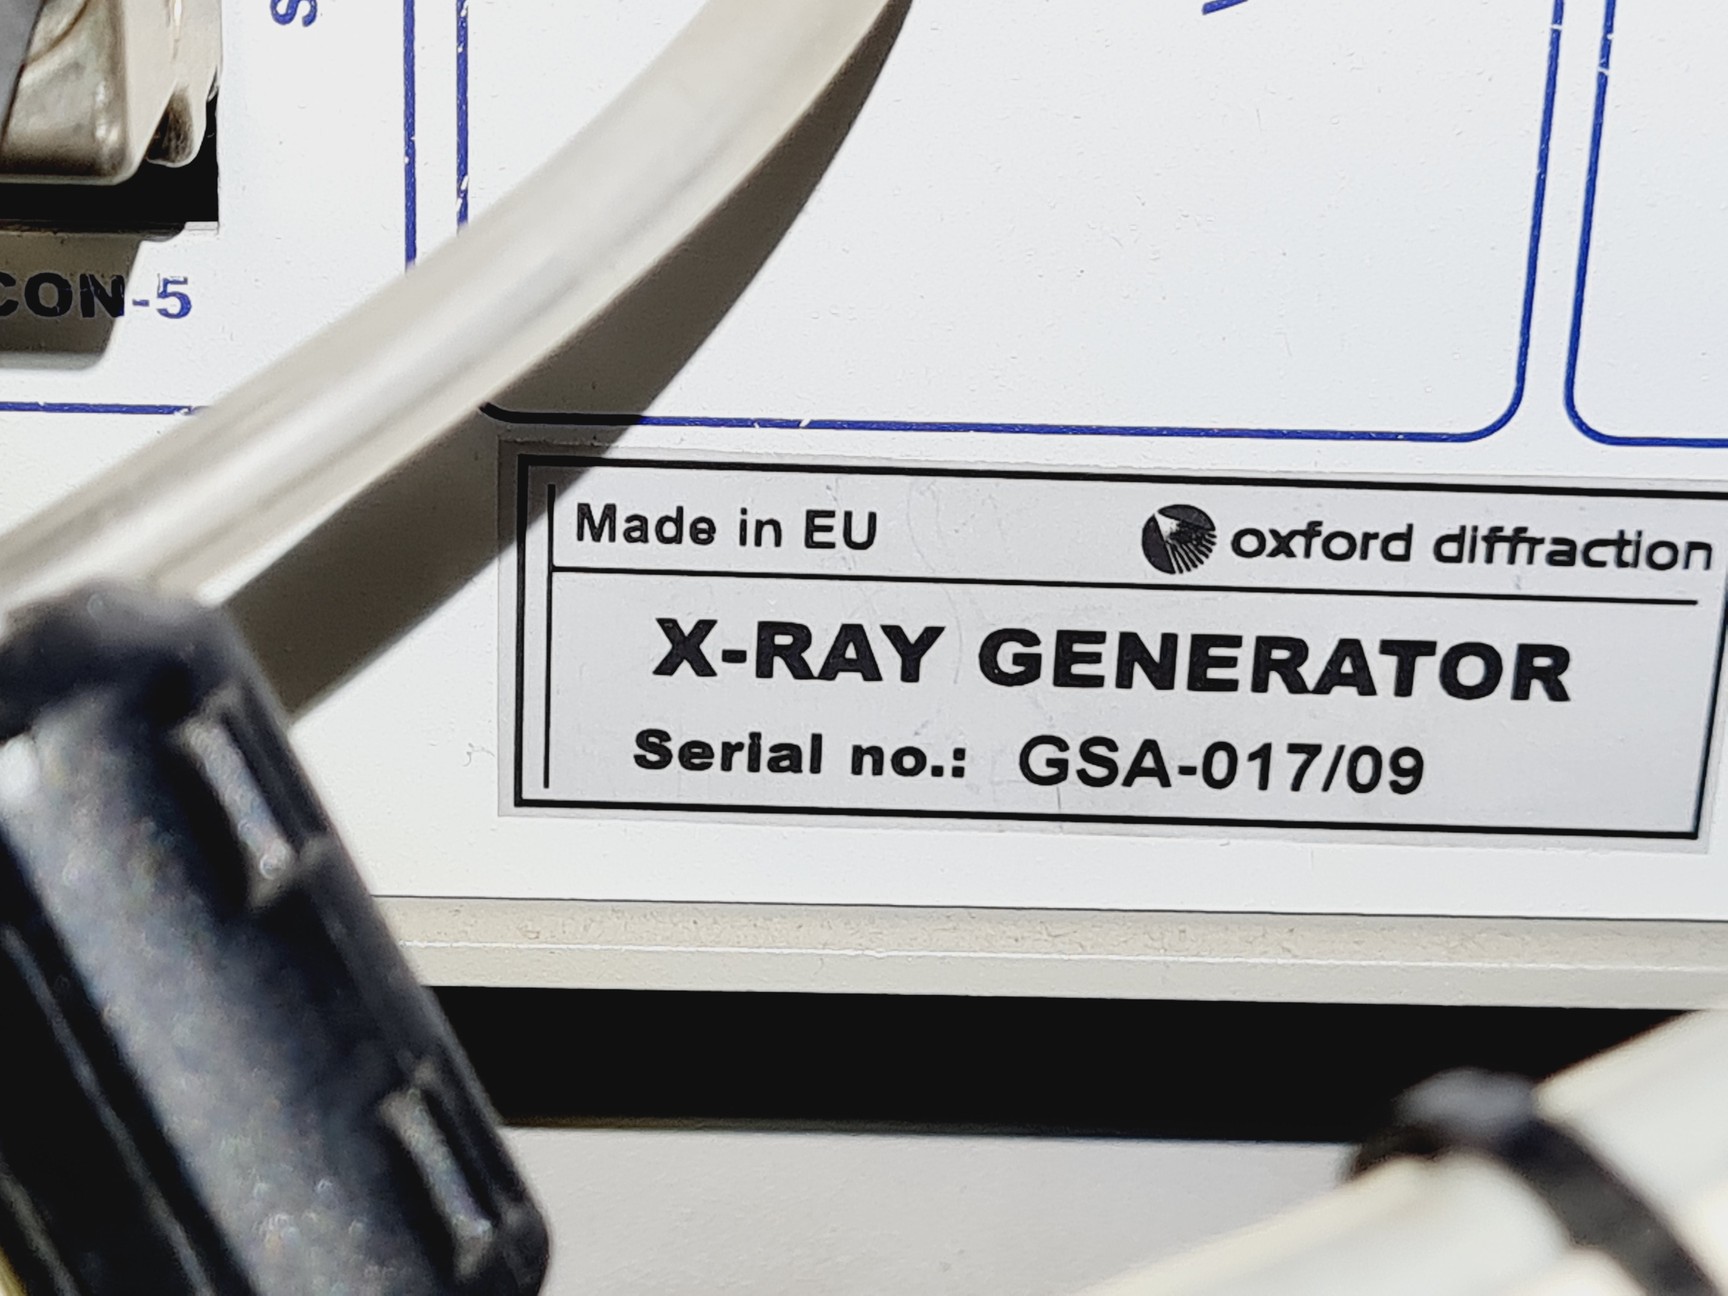 CON-5
Made in EU
oxford diffraction
X-RAY GENERATOR
Serial no.: GSA-017/09